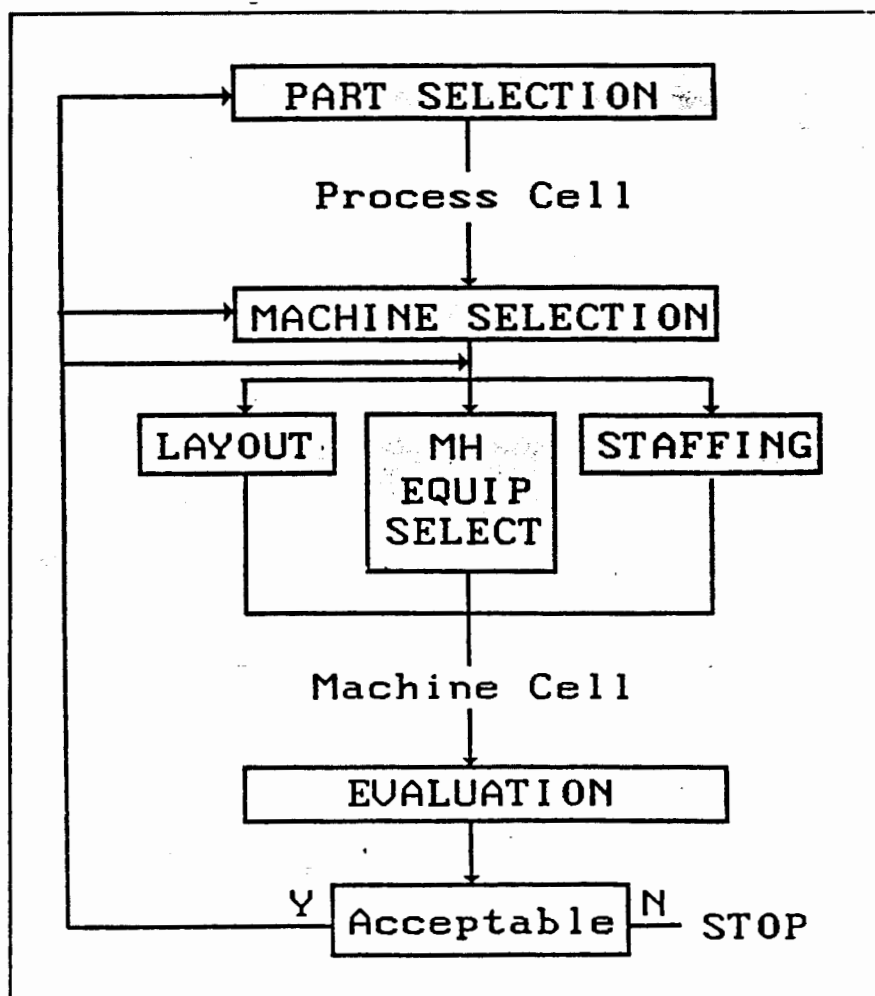 PART SELECTION
Process Cell
MACHINE SELECTION
LAYOUT
MH
EQUIP
SELECT
STAFFING
Machine Cell
EVALUATION
Y
Acceptable
N
STOP